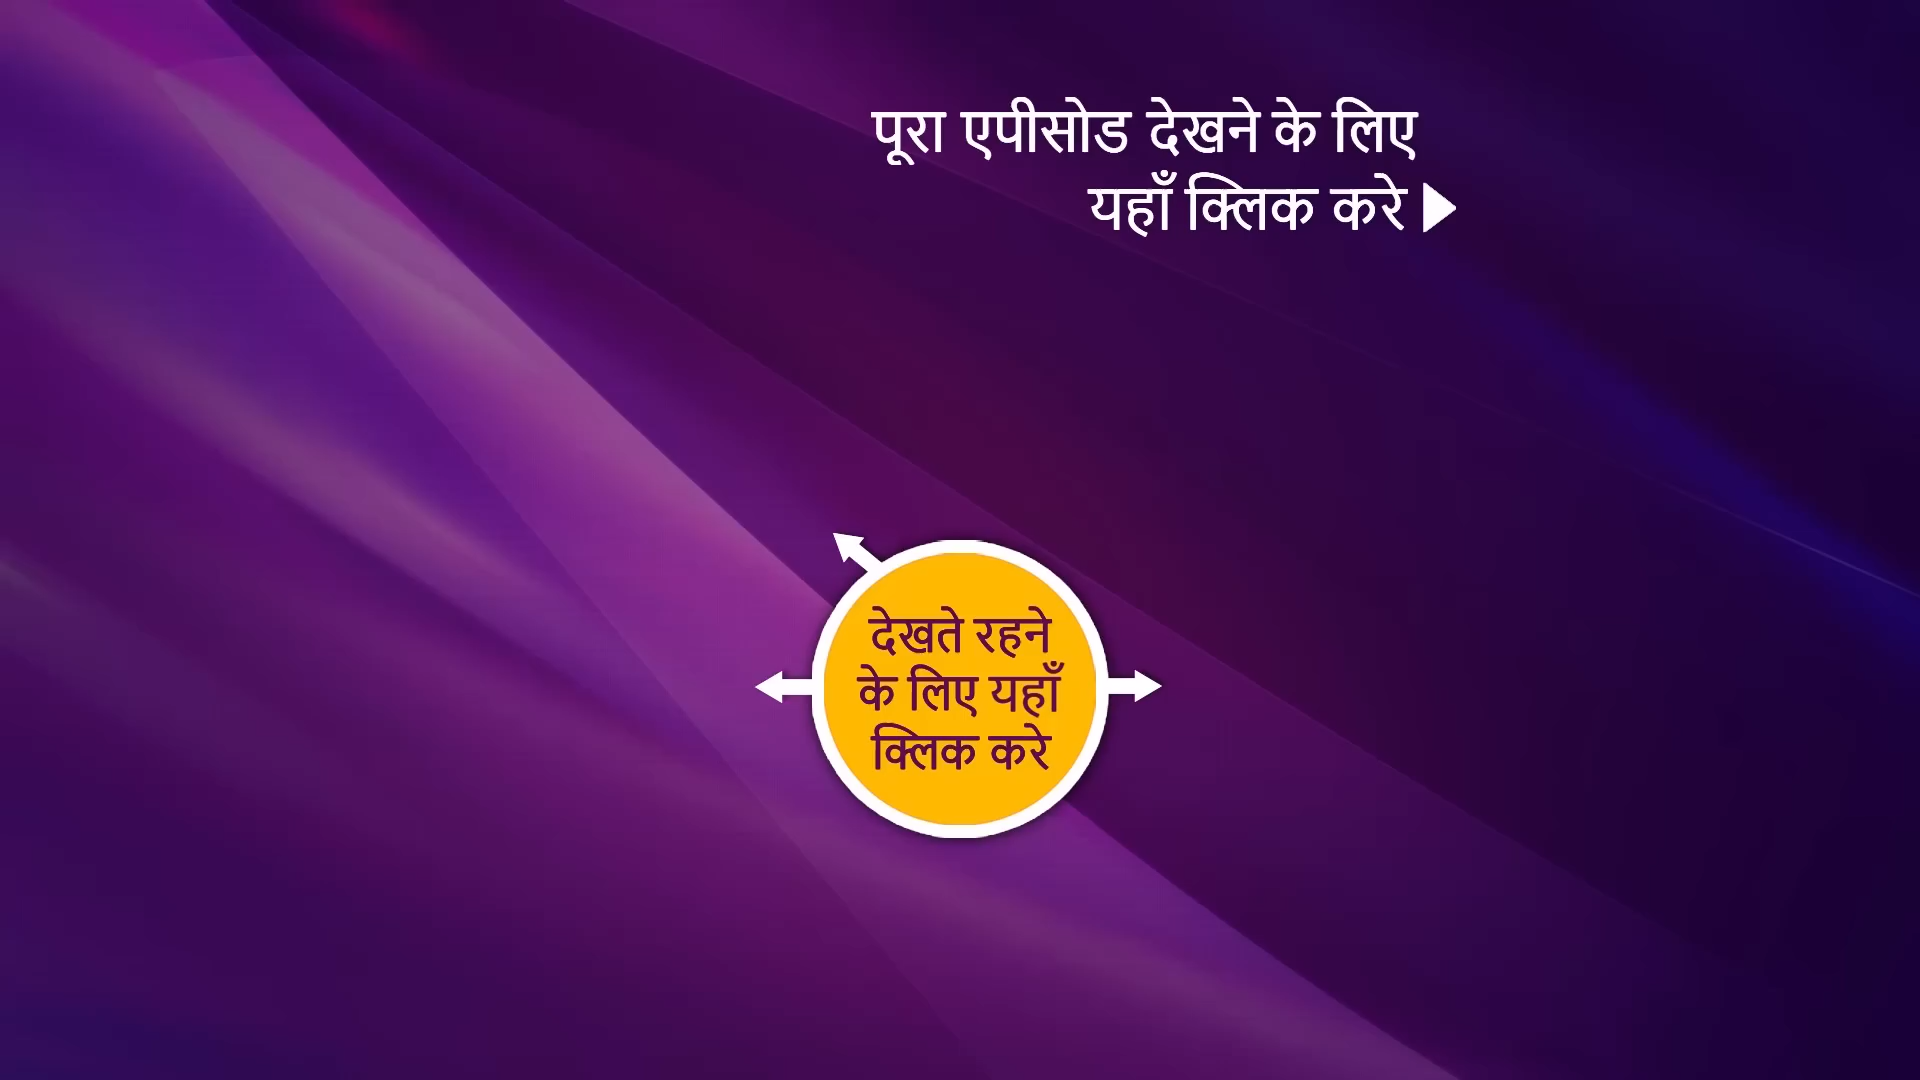 पूरा एपीसोड देखने के लिए
यहाँ क्लिक करे
देखते रहने
के लिए यहाँ
क्लिक करे